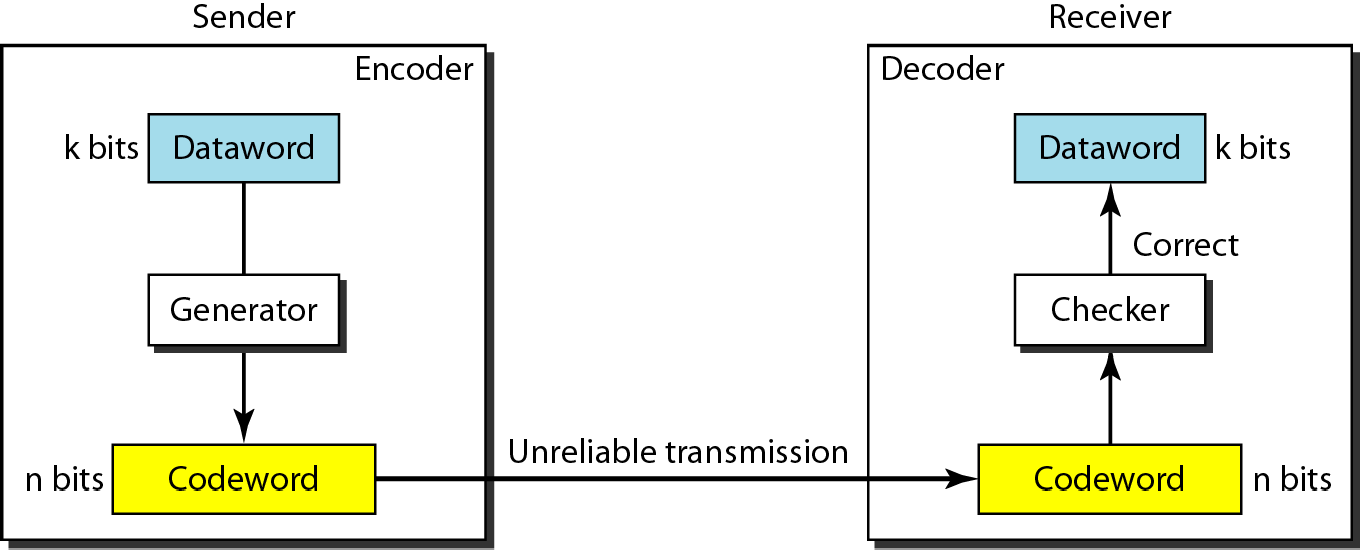 Sender
Receiver
Encoder
Decoder
k bits
Dataword
Dataword
k bits
Correct
Generator
Checker
Unreliable transmission
n bits
Codeword
Codeword
n bits